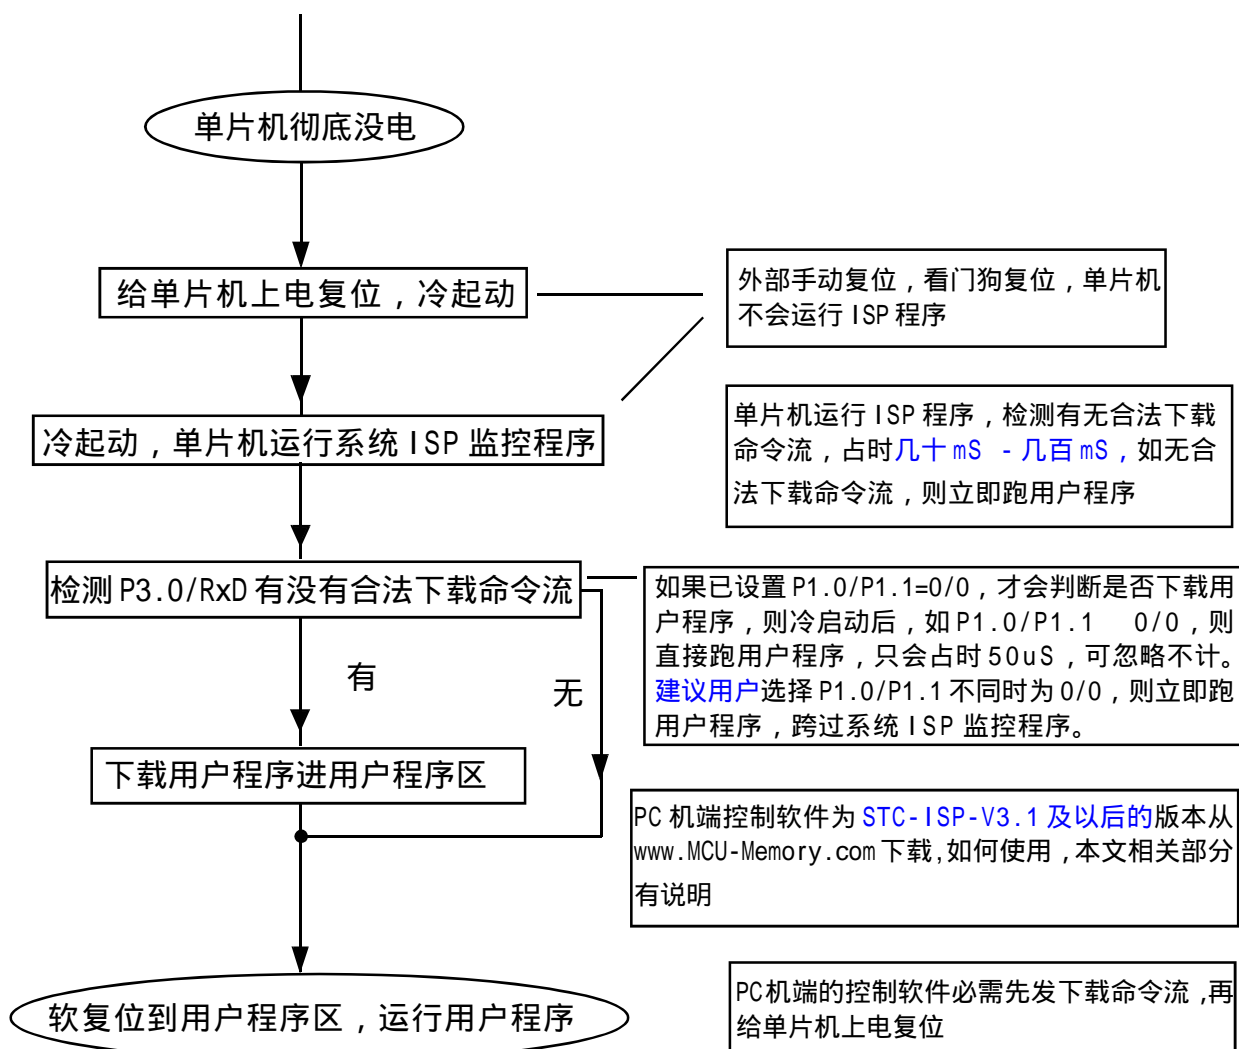 单片机彻底没电
给单片机上电复位，冷起动
外部手动复位，看门狗复位，单片机
不会运行 ISP 程序
冷起动，单片机运行系统 ISP 监控程序
单片机运行 ISP 程序，检测有无合法下载
命令流，占时几十 mS - 几百 mS，如无合
法下载命令流，则立即跑用户程序
检测 P3.0/RxD 有没有合法下载命令流
如果已设置 P1.0/P1.1=0/0，才会判断是否下载用
户程序，则冷启动后，如 P1.0/P1.1 0/0，则
直接跑用户程序，只会占时 50uS，可忽略不计。
建议用户选择 P1.0/P1.1 不同时为 0/0，则立即跑
用户程序，跨过系统 ISP 监控程序。
有
无
下载用户程序进用户程序区
PC 机端控制软件为 STC-ISP-V3.1 及以后的版本从
www.MCU-Memory.com 下载,如何使用，本文相关部分
有说明
软复位到用户程序区，运行用户程序
PC机端的控制软件必需先发下载命令流,再
给单片机上电复位